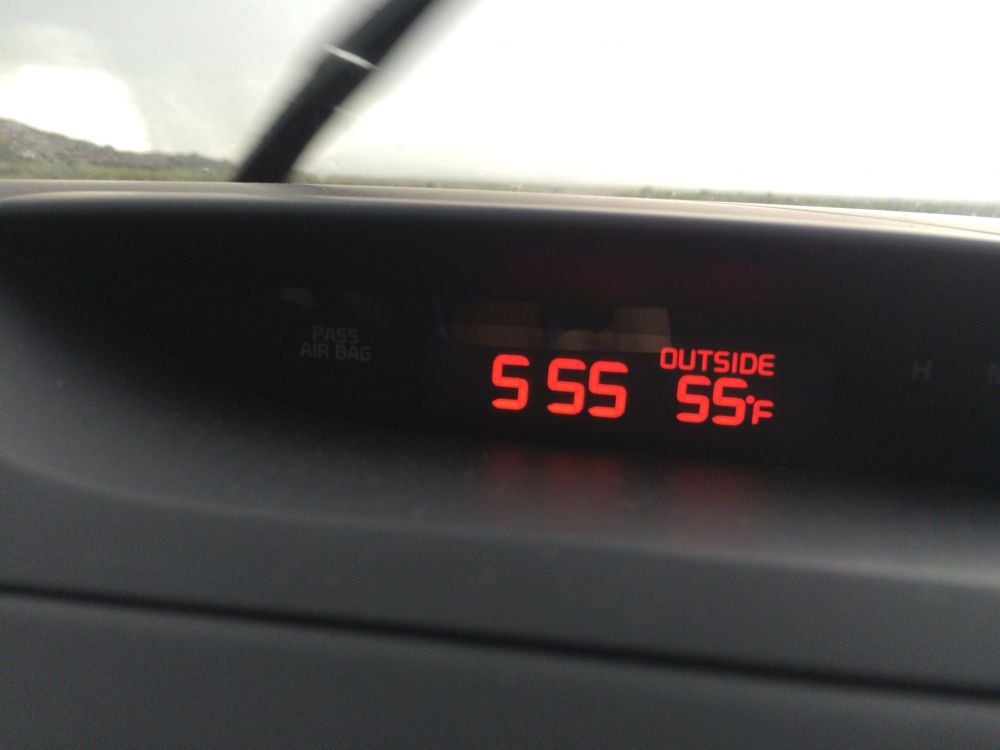 PASS
AIR BAG
OUTSIDE
5 55 55°F
H